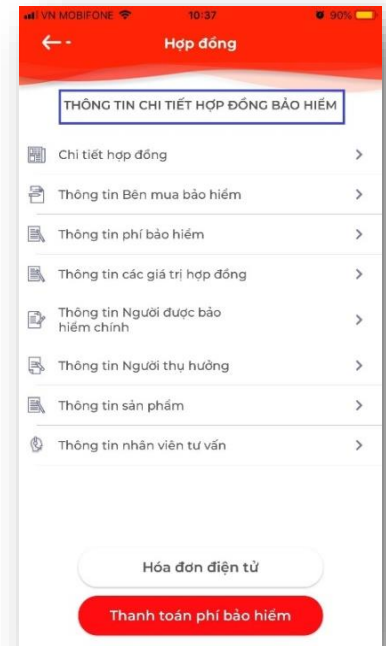 VN MOBIFONE 10:37 90%
Hợp đồng
THÔNG TIN CHI TIẾT HỢP ĐỒNG BẢO HIỂM
Chi tiết hợp đồng
Thông tin Bên mua bảo hiểm
Thông tin phí bảo hiểm
Thông tin các giá trị hợp đồng
Thông tin Người được bảo
hiểm chính
Thông tin Người thụ hưởng
Thông tin sản phẩm
Thông tin nhân viên tư vấn
Hóa đơn điện tử
Thanh toán phí bảo hiểm